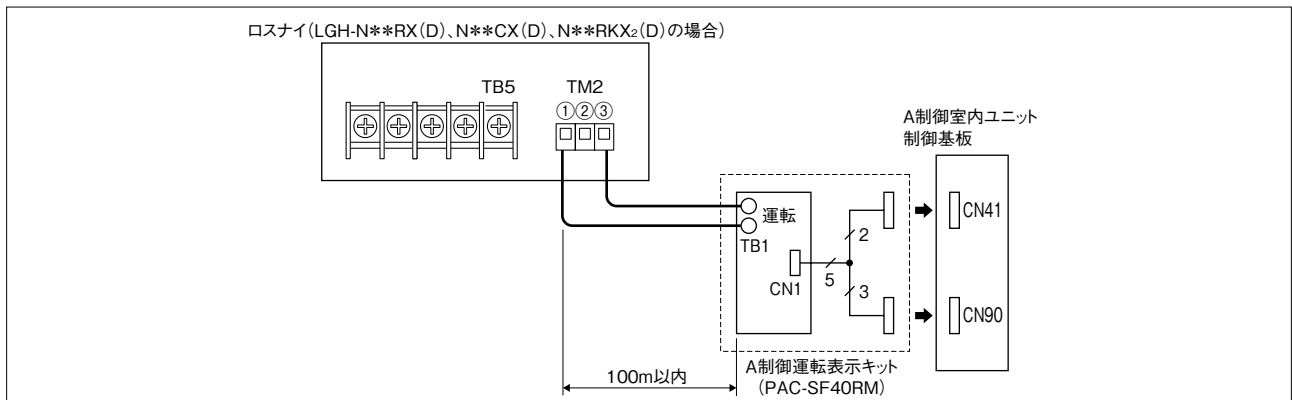 ロスナイ(LGH-N**RX(D)、N**CX(D)、N**RKX₂(D)の場合)
TB5
TM2
①②③
A制御室内ユニット
制御基板
運転
TB1
CN1
5
2
3
CN41
CN90
100m以内
A制御運転表示キット
(PAC-SF40RM)